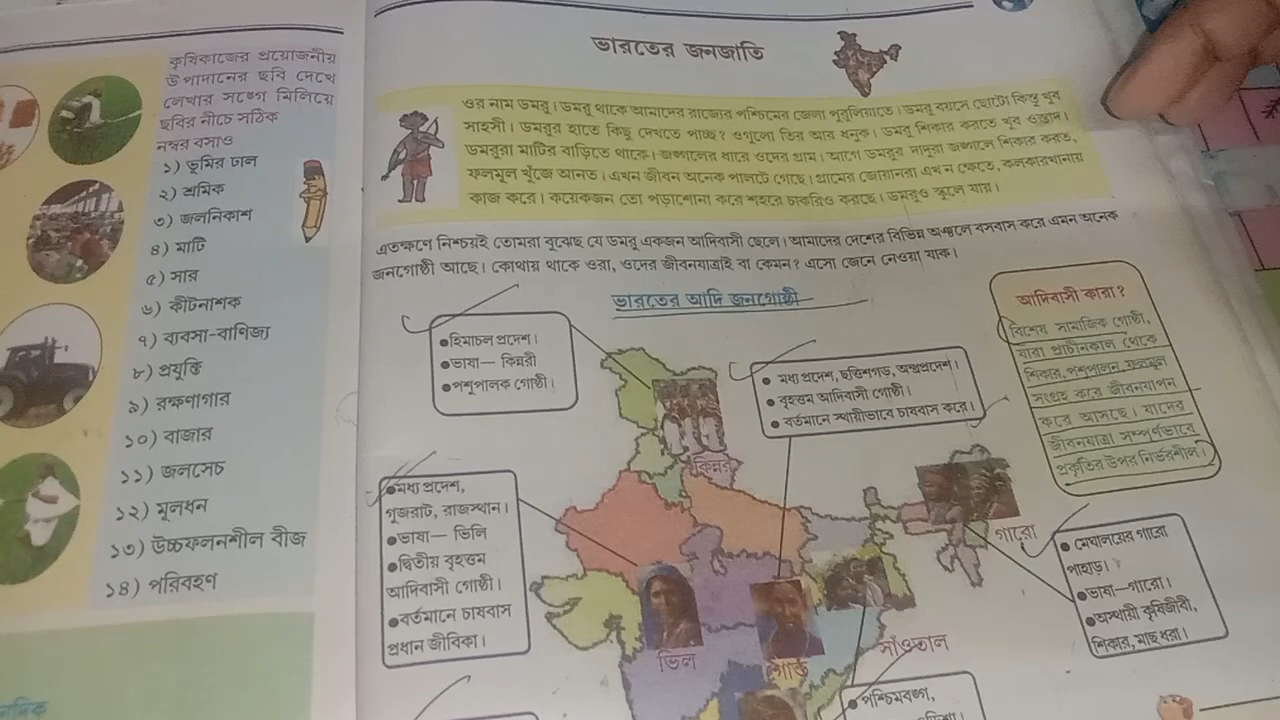 কৃষিকাজের প্রয়োজনীয়
উপাদানের ছবি দেখে
লেখার সঙ্গে মিলিয়ে
ছবির নীচে সঠিক
নম্বর বসাও
১) ভূমির ঢাল
২) শ্রমিক
৩) জলনিকাশ
৪) মাটি
৫) সার
৬) কীটনাশক
৭) ব্যবসা-বাণিজ্য
৮) প্রযুক্তি
৯) রক্ষণাগার
১০) বাজার
১১) জলসেচ
১২) মূলধন
১৩) উচ্চফলনশীল বীজ
১৪) পরিবহণ
ভারতের জনজাতি
ওর নাম ডমরু। ডমরু থাকে আমাদের রাজ্যের পশ্চিমের জেলা পুরুলিয়াতে। ডমরু বয়সে ছোটো কিন্তু খুব
সাহসী। ডমরুর হাতে কিছু দেখতে পাচ্ছ? ওগুলো তির আর ধনুক। ডমরু শিকার করতে খুব ওস্তাদ।
ডমরুরা মাটির বাড়িতে থাকে। জঙ্গলের ধারে ওদের গ্রাম। আগে ডমরুর দাদুরা জঙ্গলে শিকার করত,
ফলমূল খুঁজে আনত। এখন জীবন অনেক পালটে গেছে। গ্রামের জোয়ানরা এখন ক্ষেতে, কলকারখানায়
কাজ করে। কয়েকজন তো পড়াশোনা করে শহরে চাকরিও করছে। ডমরুও স্কুলে যায়।
এতক্ষণে নিশ্চয়ই তোমরা বুঝেছ যে ডমরু একজন আদিবাসী ছেলে। আমাদের দেশের বিভিন্ন অঞ্চলে বসবাস করে এমন অনেক
জনগোষ্ঠী আছে। কোথায় থাকে ওরা, ওদের জীবনযাত্রাই বা কেমন? এসো জেনে নেওয়া যাক।
ভারতের আদি জনগোষ্ঠী
আদিবাসী কারা?
বিশেষ সামাজিক গোষ্ঠী,
যারা প্রাচীনকাল থেকে
শিকার, পশুপালন, ফলমূল
সংগ্রহ করে জীবনযাপন
করে আসছে। যাদের
জীবনযাত্রা সম্পূর্ণভাবে
প্রকৃতির উপর নির্ভরশীল।
● হিমাচল প্রদেশ।
● ভাষা— কিন্নরী
● পশুপালক গোষ্ঠী।
● মধ্য প্রদেশ, ছত্তিশগড়, অন্ধ্রপ্রদেশ।
● বৃহত্তম আদিবাসী গোষ্ঠী।
● বর্তমানে স্থায়ীভাবে চাষবাস করে।
কিন্নর
● মধ্য প্রদেশ,
গুজরাট, রাজস্থান।
● ভাষা— ভিলি
● দ্বিতীয় বৃহত্তম
আদিবাসী গোষ্ঠী।
● বর্তমানে চাষবাস
প্রধান জীবিকা।
গারো
● মেঘালয়ের গারো
পাহাড়।
● ভাষা—গারো।
● অস্থায়ী কৃষিজীবী,
শিকার, মাছ ধরা।
ভিল
গোন্ড
সাঁওতাল
● পশ্চিমবঙ্গ,